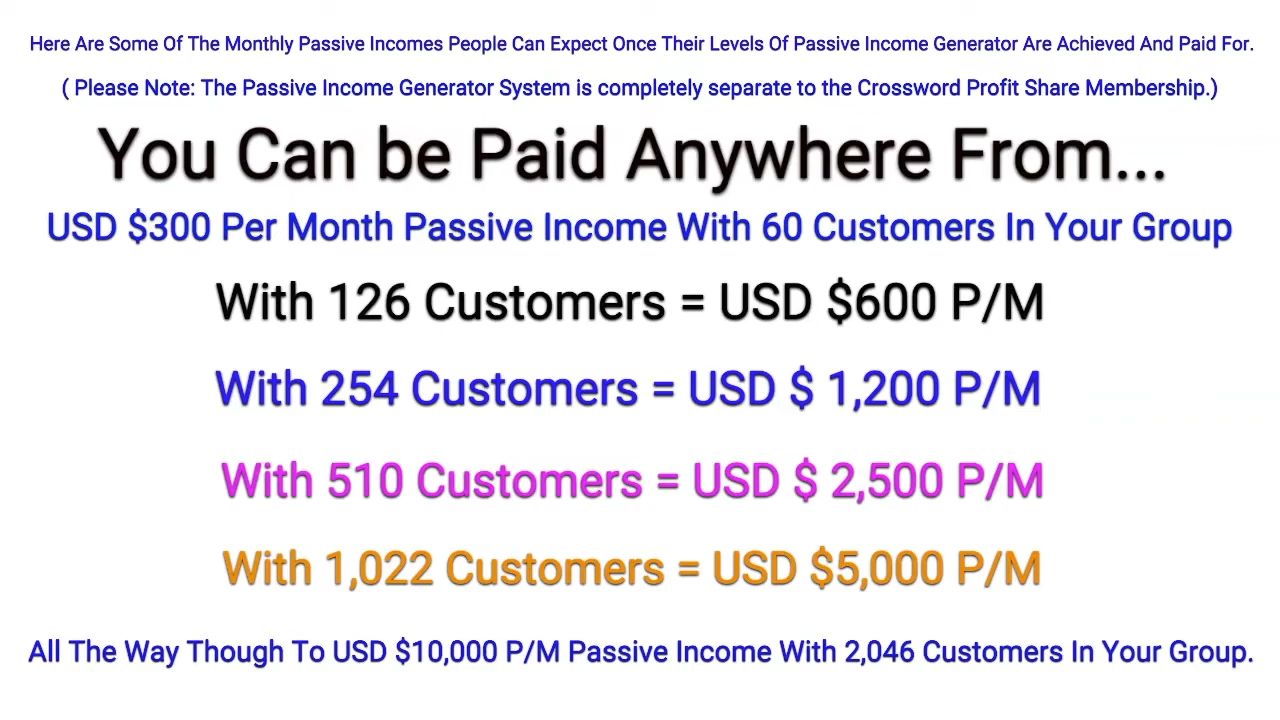 Here Are Some Of The Monthly Passive Incomes People Can Expect Once Their Levels Of Passive Income Generator Are Achieved And Paid For.
( Please Note: The Passive Income Generator System is completely separate to the Crossword Profit Share Membership.)
You Can be Paid Anywhere From...
USD $300 Per Month Passive Income With 60 Customers In Your Group
With 126 Customers = USD $600 P/M
With 254 Customers = USD $ 1,200 P/M
With 510 Customers = USD $ 2,500 P/M
With 1,022 Customers = USD $5,000 P/M
All The Way Though To USD $10,000 P/M Passive Income With 2,046 Customers In Your Group.